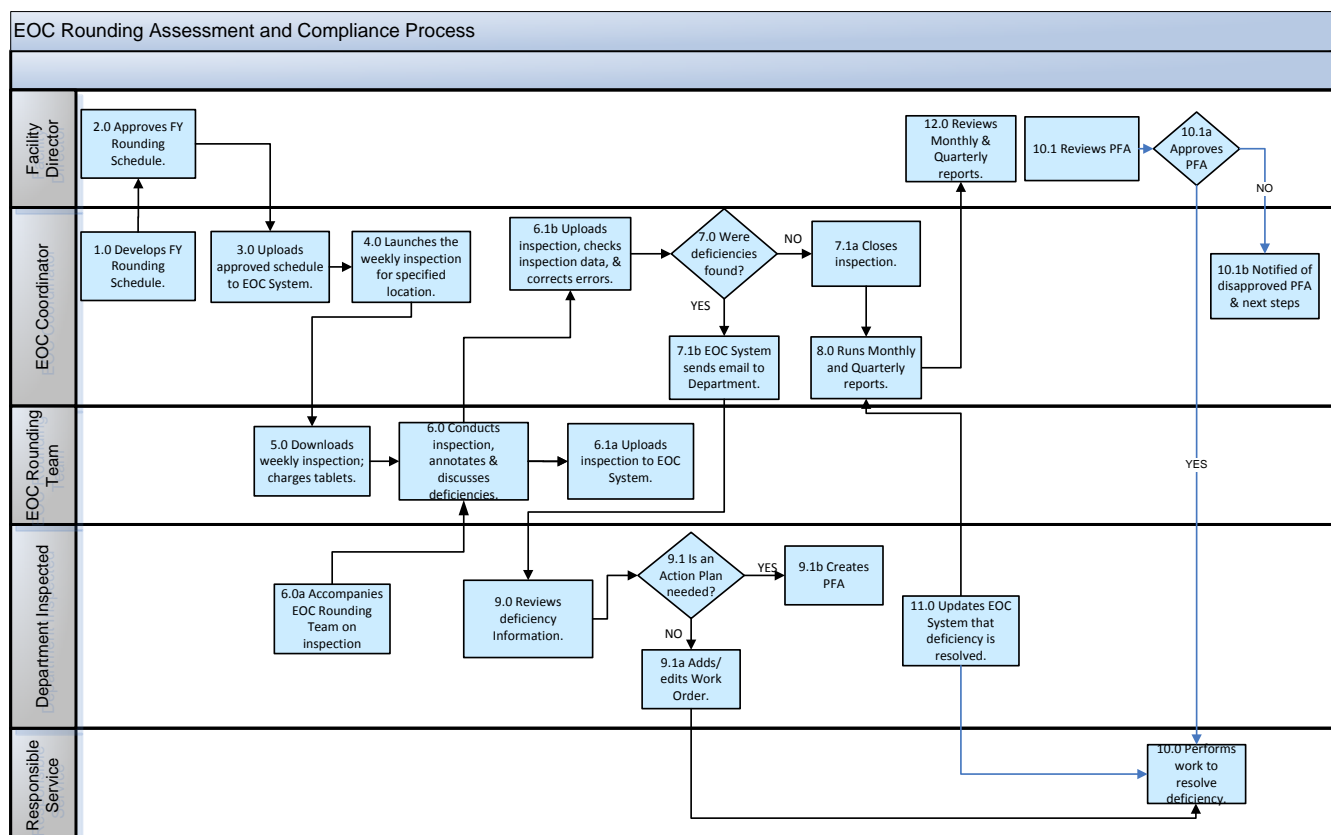 EOC Rounding Assessment and Compliance Process
Facility
Director
2.0 Approves FY
Rounding
Schedule.
12.0 Reviews
Monthly &
Quarterly
reports.
10.1 Reviews PFA
10.1a
Approves
PFA
NO
EOC Coordinator
1.0 Develops FY
Rounding
Schedule.
3.0 Uploads
approved schedule
to EOC System.
4.0 Launches the
weekly inspection
for specified
location.
6.1b Uploads
inspection, checks
inspection data, &
corrects errors.
7.0 Were
deficiencies
found?
NO
YES
7.1a Closes
inspection.
10.1b Notified of
disapproved PFA
& next steps
7.1b EOC System
sends email to
Department.
8.0 Runs Monthly
and Quarterly
reports.
EOC Rounding
Team
5.0 Downloads
weekly inspection;
charges tablets.
6.0 Conducts
inspection,
annotates &
discusses
deficiencies.
6.1a Uploads
inspection to EOC
System.
YES
Department Inspected
6.0a Accompanies
EOC Rounding
Team on
inspection
9.0 Reviews
deficiency
Information.
9.1 Is an
Action Plan
needed?
YES
NO
9.1b Creates
PFA
9.1a Adds/
edits Work
Order.
11.0 Updates EOC
System that
deficiency is
resolved.
Responsible
Service
10.0 Performs
work to
resolve
deficiency.